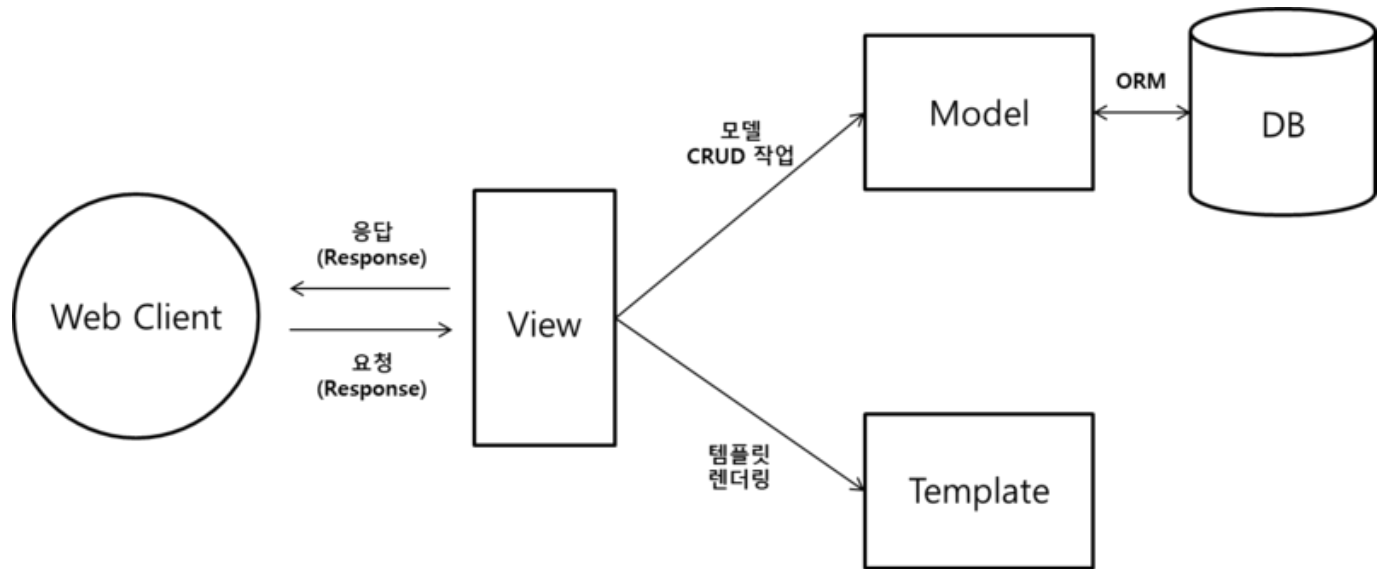 Web Client
응답
(Response)
요청
(Response)
View
모델
CRUD 작업
템플릿
렌더링
Model
ORM
DB
Template